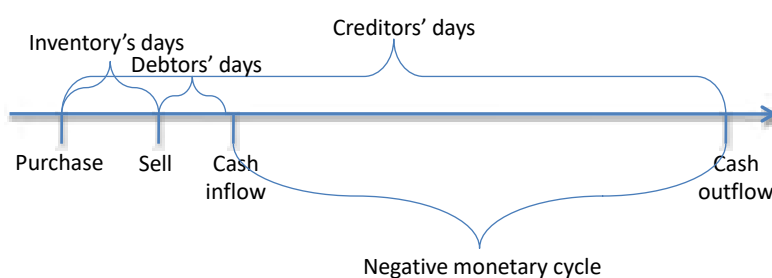 Creditors’ days
Inventory’s days
Debtors’ days
Purchase
Sell
Cash
inflow
Cash
outflow
Negative monetary cycle